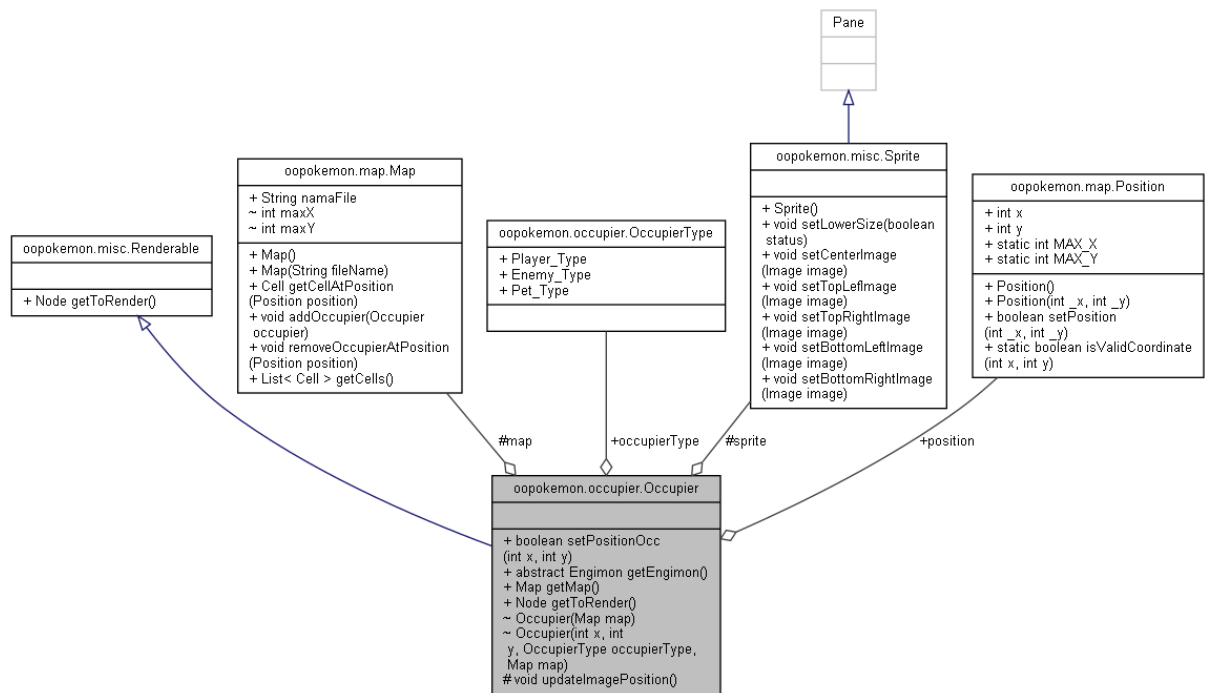 Pane
oopokemon.misc.Sprite
+ Sprite()
+ void setLowerSize(boolean
status)
+ void setCenterImage
(Image image)
+ void setTopLefImage
(Image image)
+ void setTopRightImage
(Image image)
+ void setBottomLeftImage
(Image image)
+ void setBottomRightImage
(Image image)
oopokemon.map.Map
+ String namaFile
~ int maxX
~ int maxY
+ Map()
+ Map(String fileName)
+ Cell getCellAtPosition
(Position position)
+ void addOccupier(Occupier
occupier)
+ void removeOccupierAtPosition
(Position position)
+ List< Cell > getCells()
oopokemon.map.Position
+ int x
+ int y
+ static int MAX_X
+ static int MAX_Y
+ Position()
+ Position(int _x, int _y)
+ boolean setPosition
(int _x, int _y)
+ static boolean isValidCoordinate
(int x, int y)
oopokemon.occupier.OccupierType
+ Player_Type
+ Enemy_Type
+ Pet_Type
oopokemon.misc.Renderable
+ Node getToRender()
#map
+occupierType
#sprite
+position
oopokemon.occupier.Occupier
+ boolean setPositionOcc
(int x, int y)
+ abstract Engimon getEngimon()
+ Map getMap()
+ Node getToRender()
~ Occupier(Map map)
~ Occupier(int x, int
y, OccupierType occupierType,
Map map)
# void updateImagePosition()